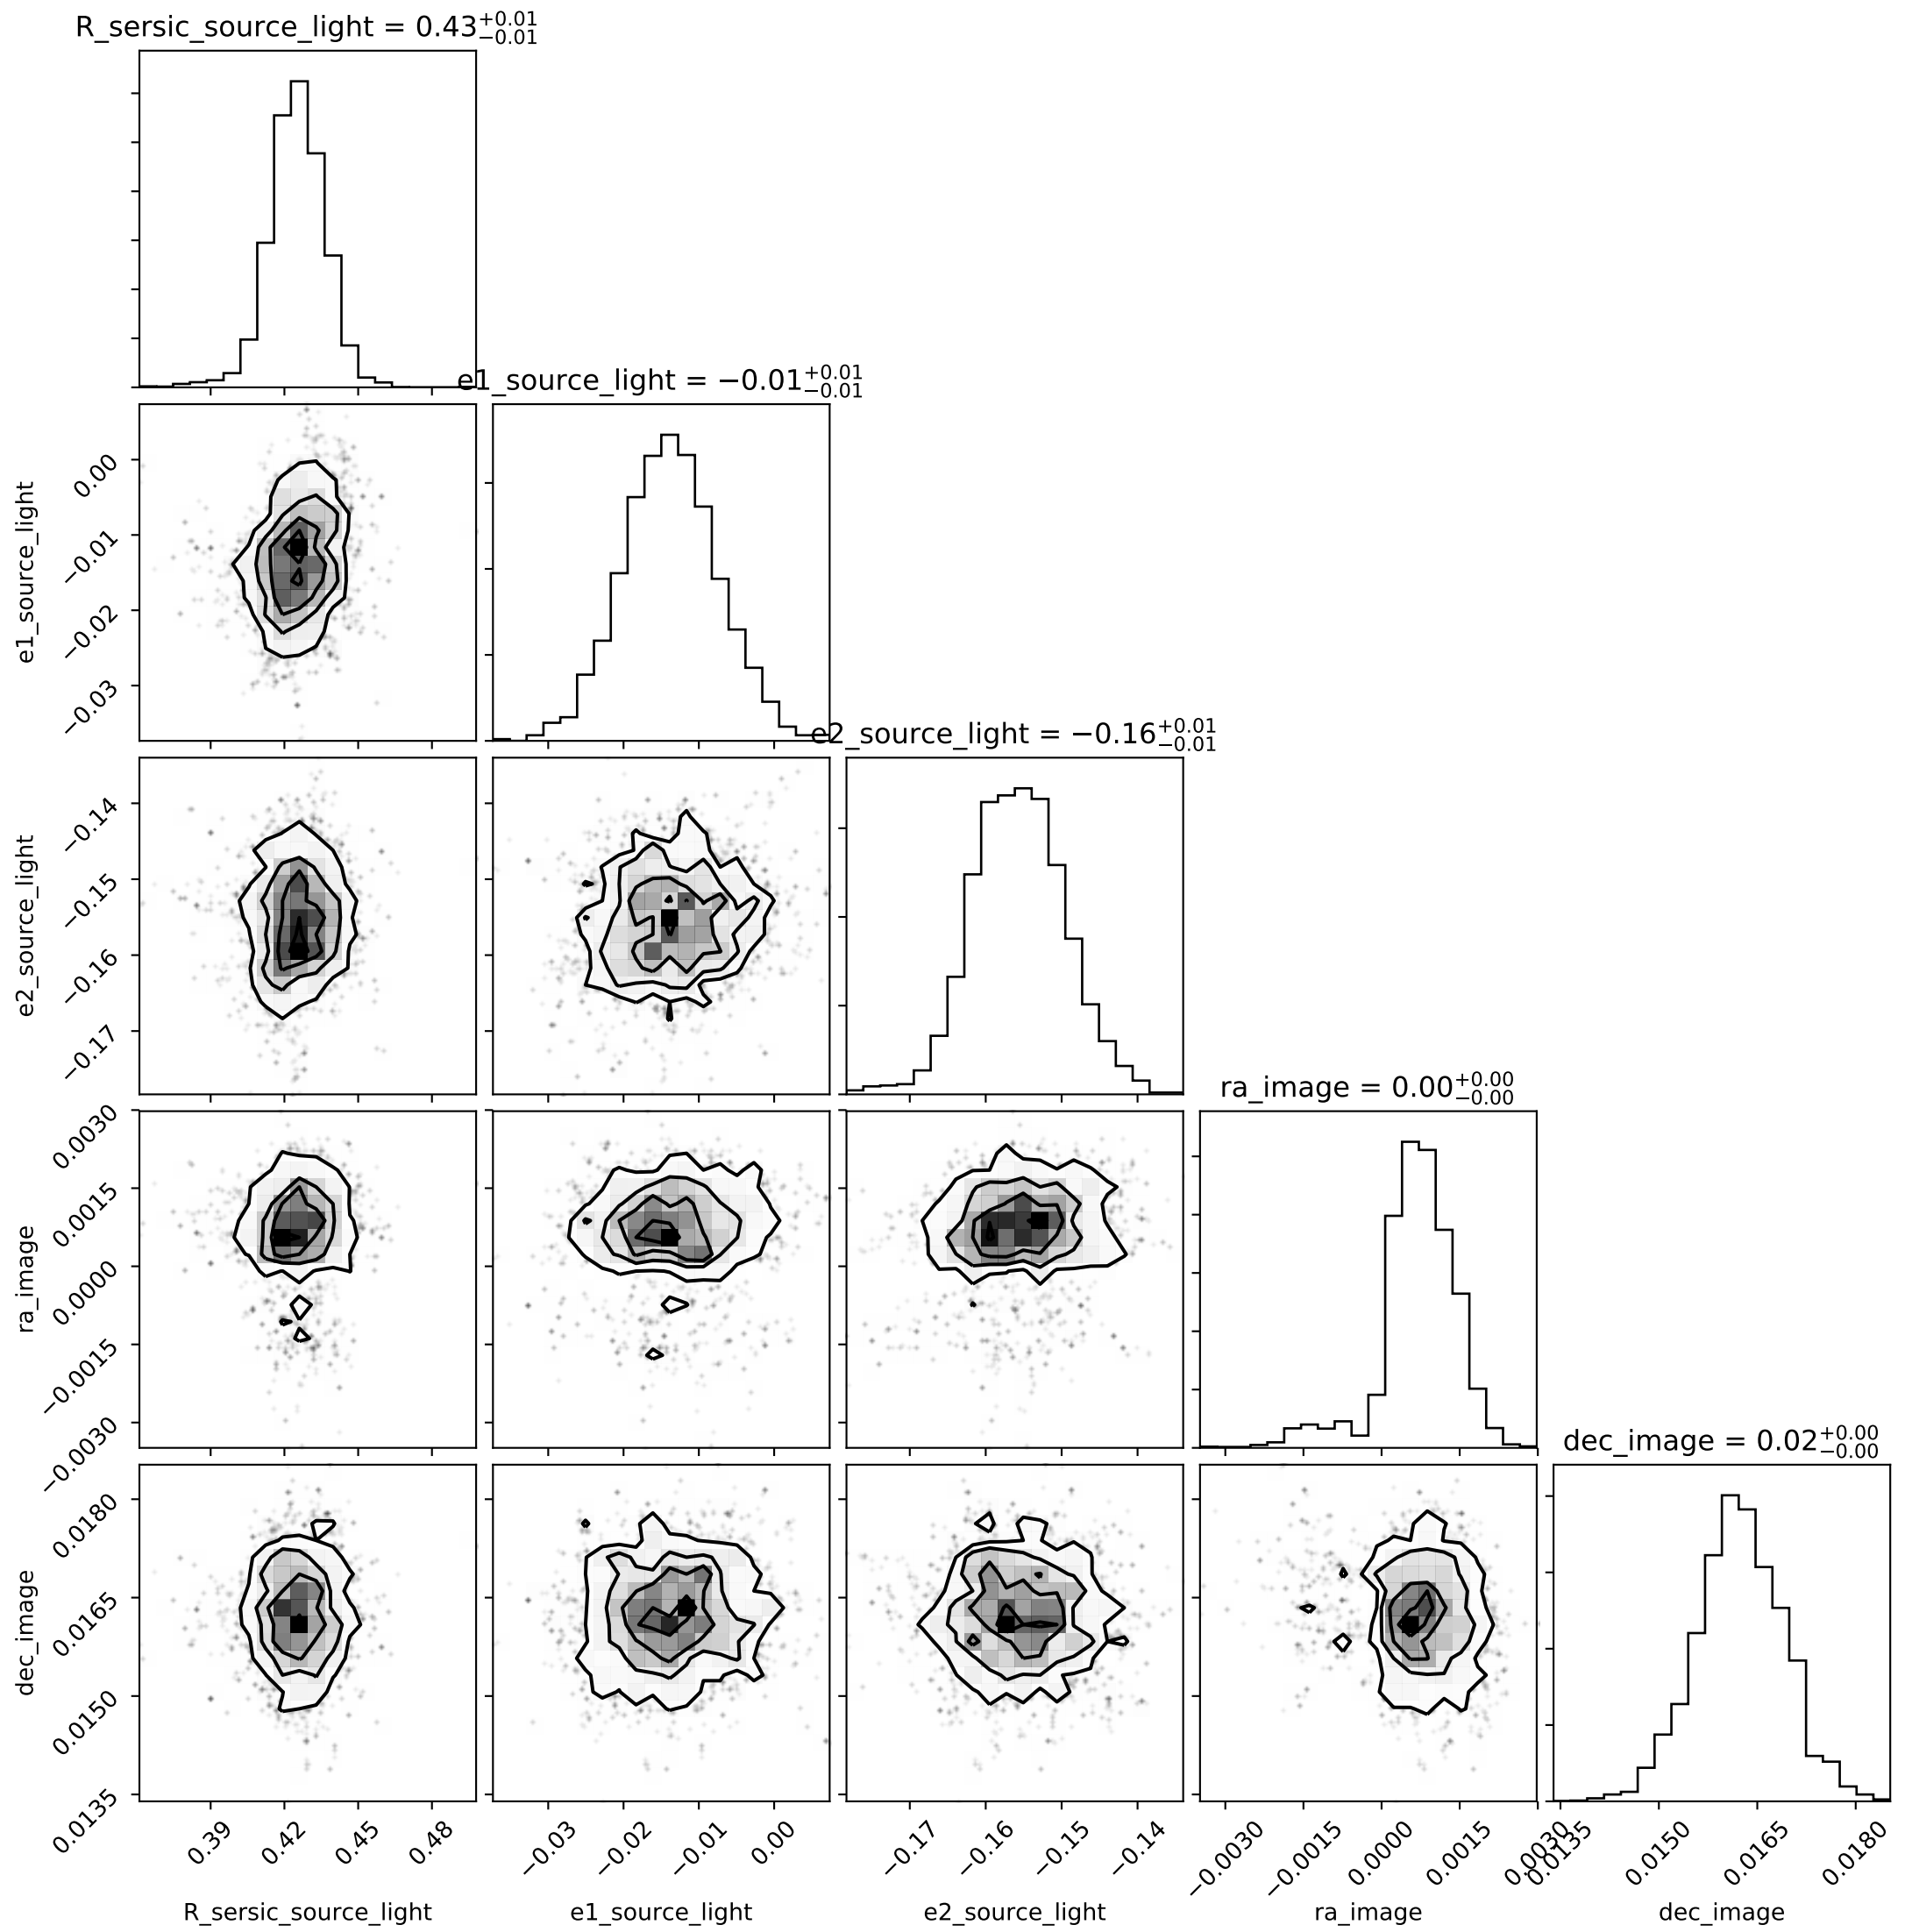 R_sersic_source_light = 0.43+0.01 −0.01
e1_source_light = −0.01+0.01 −0.01
0.00
−0.01
−0.02
−0.03
e1_source_light
e2_source_light = −0.16+0.01 −0.01
−0.14
−0.15
−0.16
−0.17
e2_source_light
ra_image = 0.00+0.00 −0.00
0.0030
0.0015
0.0000
−0.0015
−0.0030
ra_image
dec_image = 0.02+0.00 −0.00
0.0180
0.0165
0.0150
0.0135
dec_image
0.39 0.42 0.45 0.48 −0.03 −0.02 −0.01 0.00 −0.17 −0.16 −0.15 −0.14 −0.0030 −0.0015 0.0000 0.0015 0.0030 0.0135 0.0150 0.0165 0.0180
R_sersic_source_light e1_source_light e2_source_light ra_image dec_image